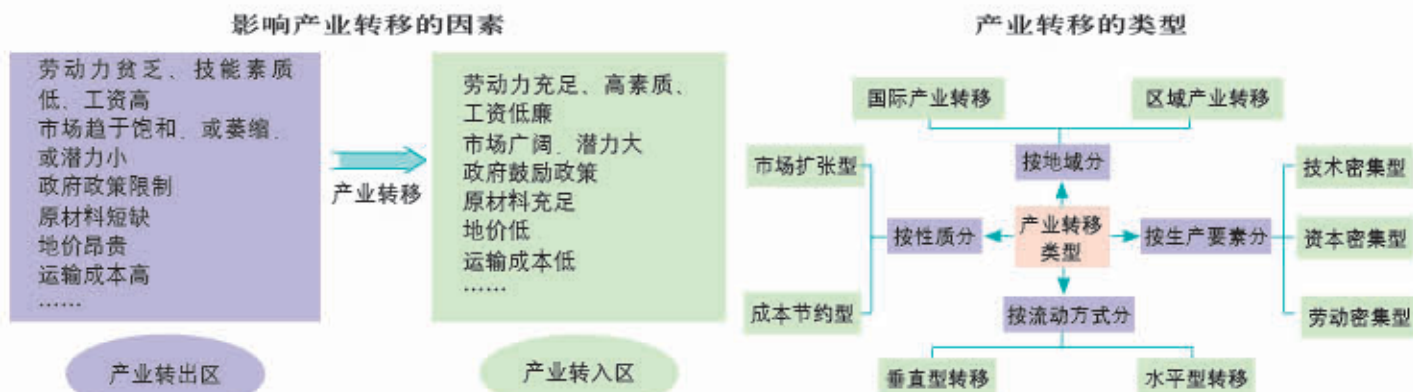 影响产业转移的因素
劳动力贫乏、技能素质
低、工资高
市场趋于饱和、或萎缩、
或潜力小
政府政策限制
原材料短缺
地价昂贵
运输成本高
……
产业转出区
产业转移
劳动力充足、高素质、
工资低廉
市场广阔、潜力大
政府鼓励政策
原材料充足
地价低
运输成本低
……
产业转入区
产业转移的类型
国际产业转移
区域产业转移
按地域分
市场扩张型
技术密集型
按性质分
产业转移
类型
按生产要素分
资本密集型
成本节约型
按流动方式分
劳动密集型
垂直型转移
水平型转移